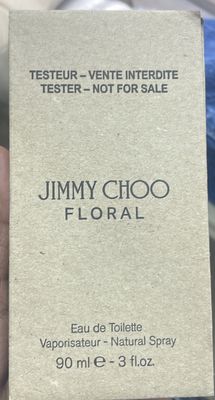 TESTEUR – VENTE INTERDITE
TESTER – NOT FOR SALE
JIMMY CHOO
FLORAL
Eau de Toilette
Vaporisateur - Natural Spray
90 ml e - 3 fl.oz.